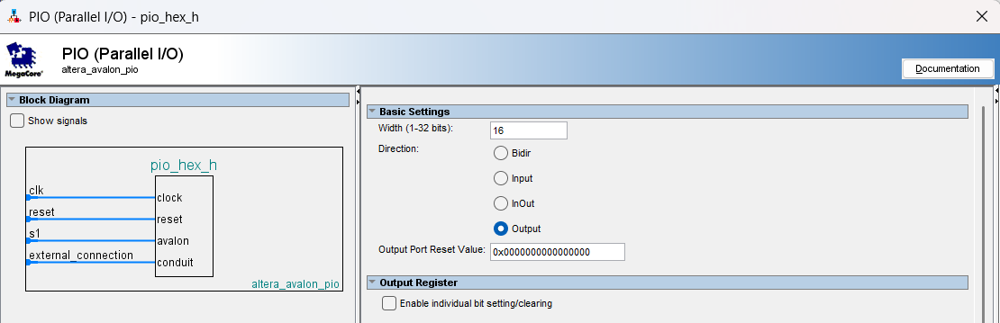 PIO (Parallel I/O) - pio_hex_h
MegaCore®
PIO (Parallel I/O)
altera_avalon_pio
Documentation
Block Diagram
Show signals
pio_hex_h
clk
clock
reset
reset
s1
avalon
external_connection
conduit
altera_avalon_pio
Basic Settings
Width (1-32 bits): 16
Direction:
Bidir
Input
InOut
Output
Output Port Reset Value: 0x0000000000000000
Output Register
Enable individual bit setting/clearing